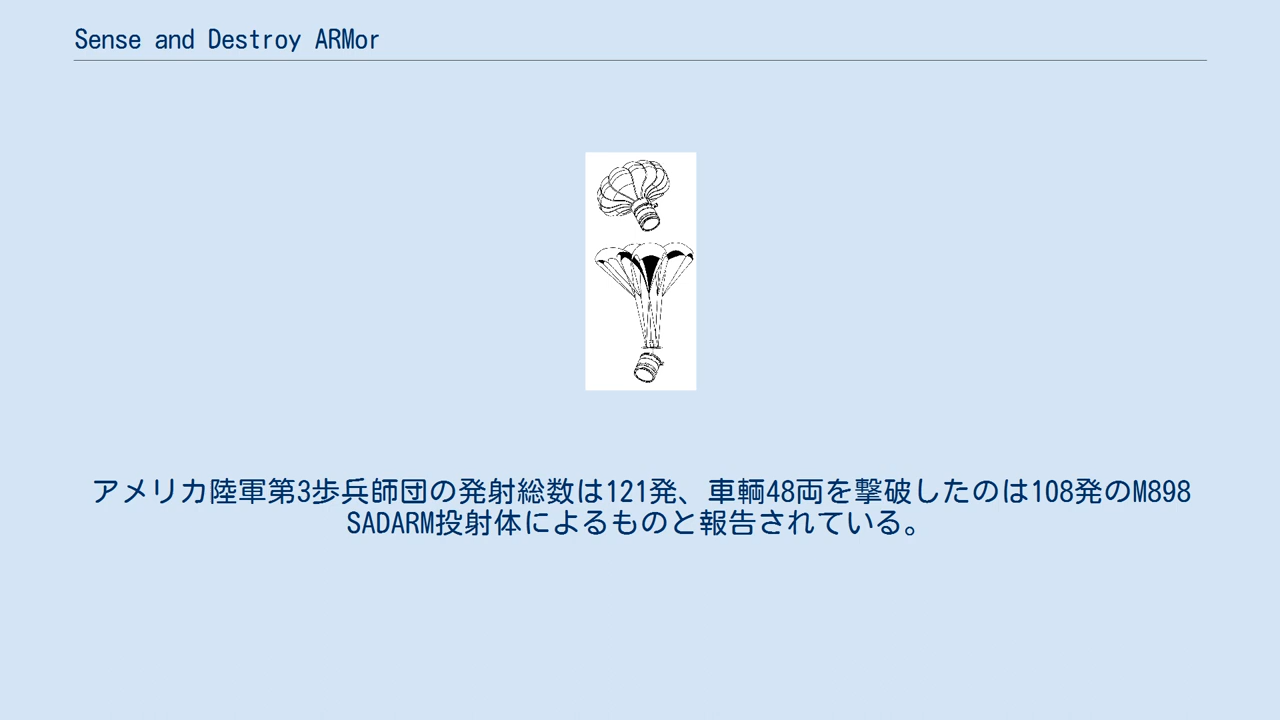 Sense and Destroy ARMor
アメリカ陸軍第3歩兵師団の発射総数は121発、車輌48両を撃破したのは108発のM898
SADARM投射体によるものと報告されている。